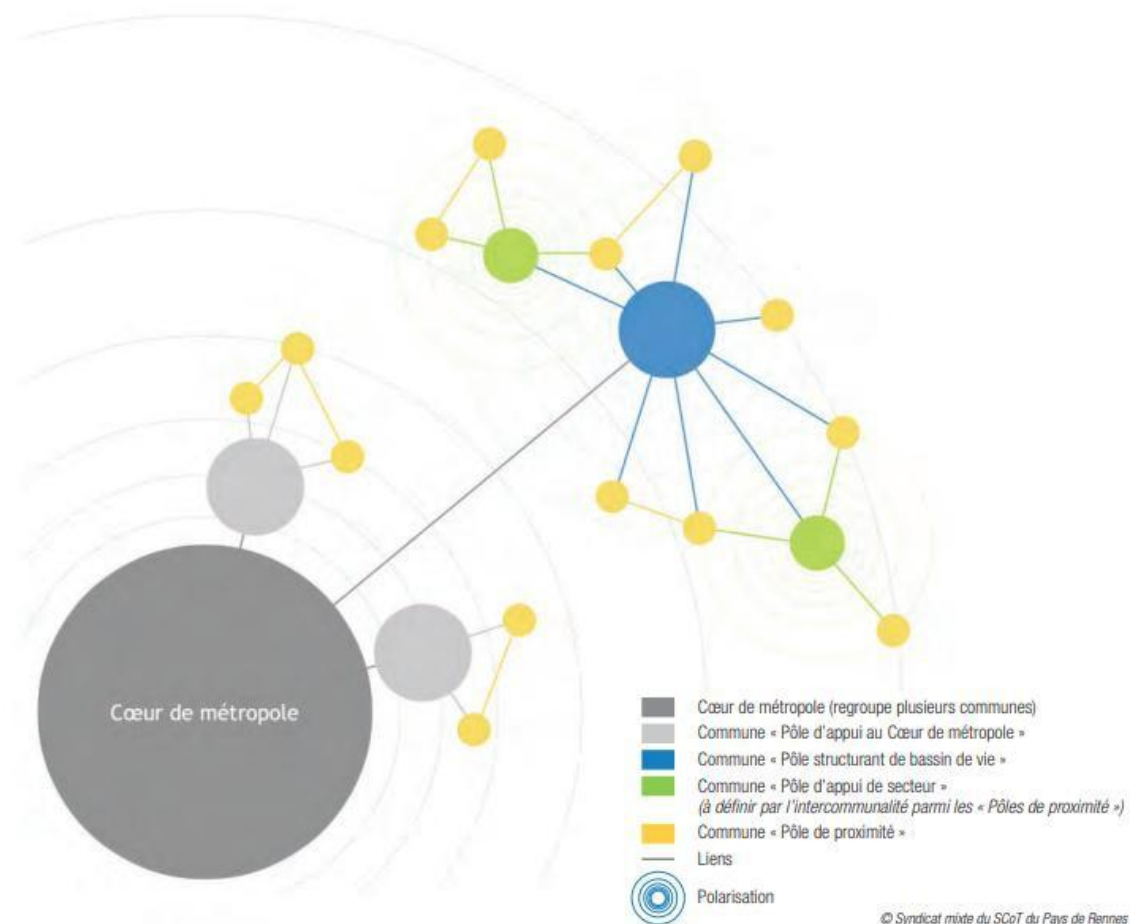 Cœur de métropole
Cœur de métropole (regroupe plusieurs communes)
Commune « Pôle d'appui au Cœur de métropole »
Commune « Pôle structurant de bassin de vie »
Commune « Pôle d'appui de secteur »
(à définir par l'intercommunalité parmi les « Pôles de proximité »)
Commune « Pôle de proximité »
Liens
Polarisation
© Syndicat mixte du SCoT du Pays de Rennes